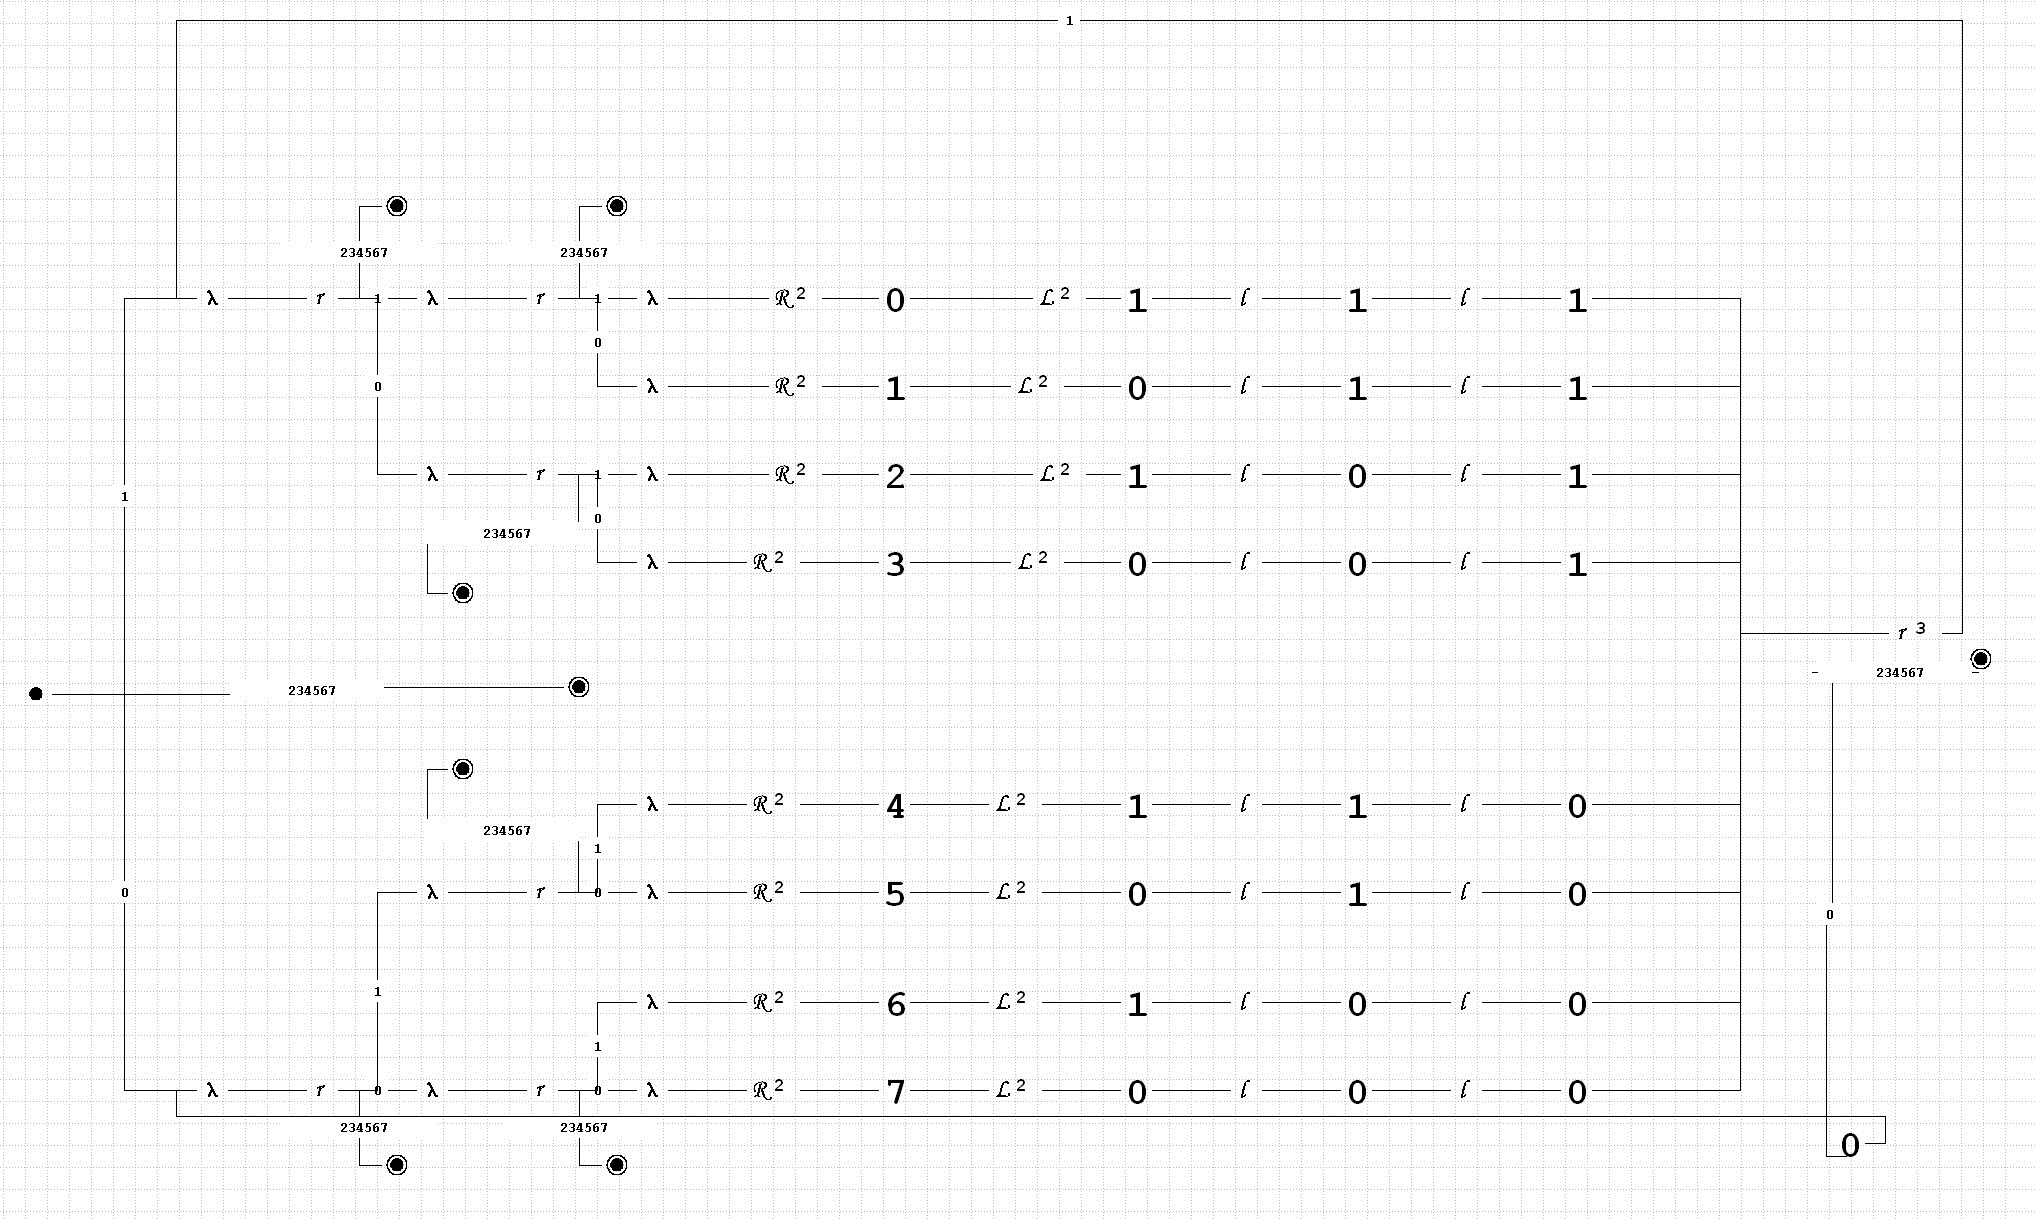 1
234567 234567
λ r 1 λ r 1 λ ℛ2 0 ℒ2 1 l 1 l 1
0
0 λ ℛ2 1 ℒ2 0 l 1 l 1
λ r 1 λ ℛ2 2 ℒ2 1 l 0 l 1
1
0
234567
λ ℛ2 3 ℒ2 0 l 0 l 1
r3
– 234567 –
234567
λ ℛ2 4 ℒ2 1 l 1 l 0
234567
1
0 λ r 0 λ ℛ2 5 ℒ2 0 l 1 l 0
0
1
λ ℛ2 6 ℒ2 1 l 0 l 0
1
λ r 0 λ r 0 λ ℛ2 7 ℒ2 0 l 0 l 0
234567 234567
0